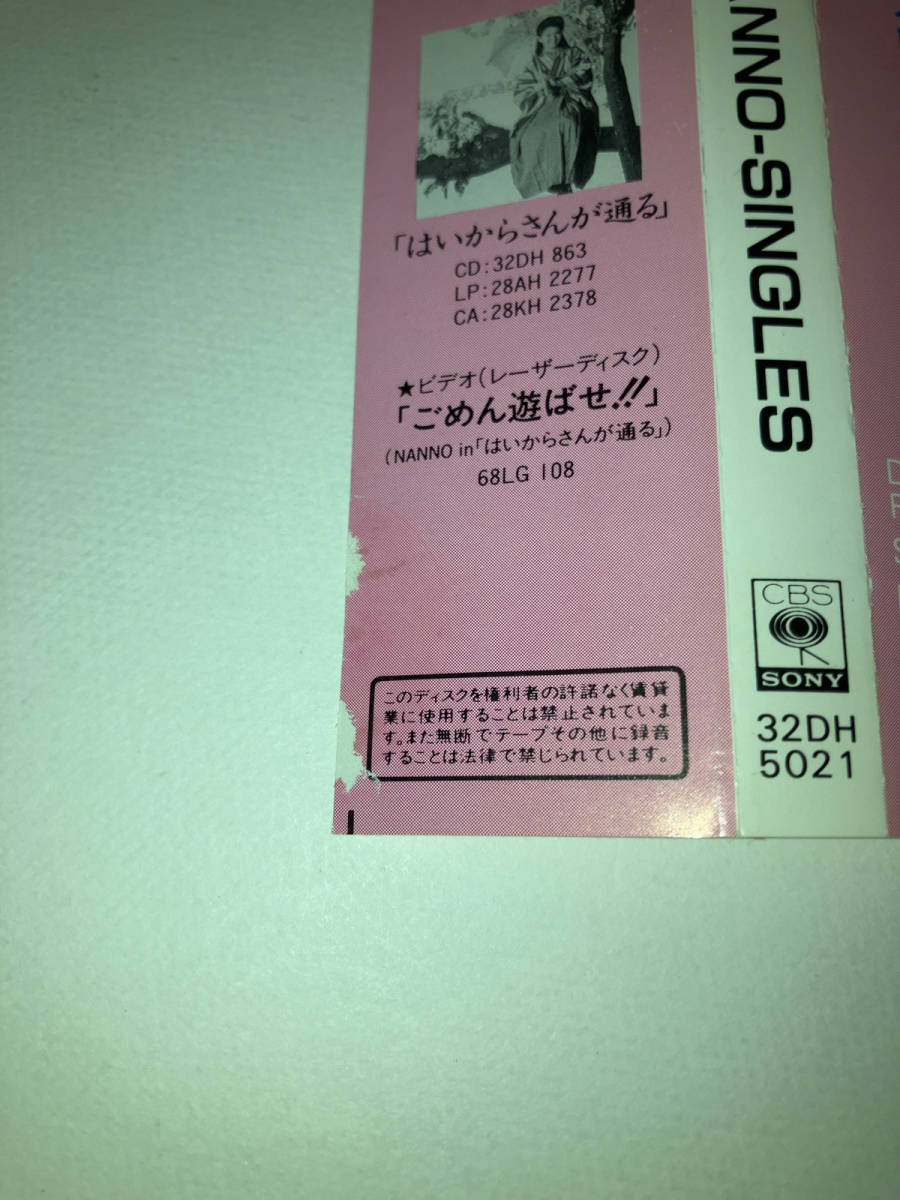 「はいからさんが通る」
CD:32DH 863
LP:28AH 2277
CA:28KH 2378
★ビデオ(レーザーディスク)
「ごめん遊ばせ!!」
(NANNO in「はいからさんが通る」)
68LG 108
このディスクを権利者の許諾なく賃貸
業に使用することは禁止されていま
す。また無断でテープその他に録音
することは法律で禁じられています。
ANNO-SINGLES
CBS
SONY
32DH
5021